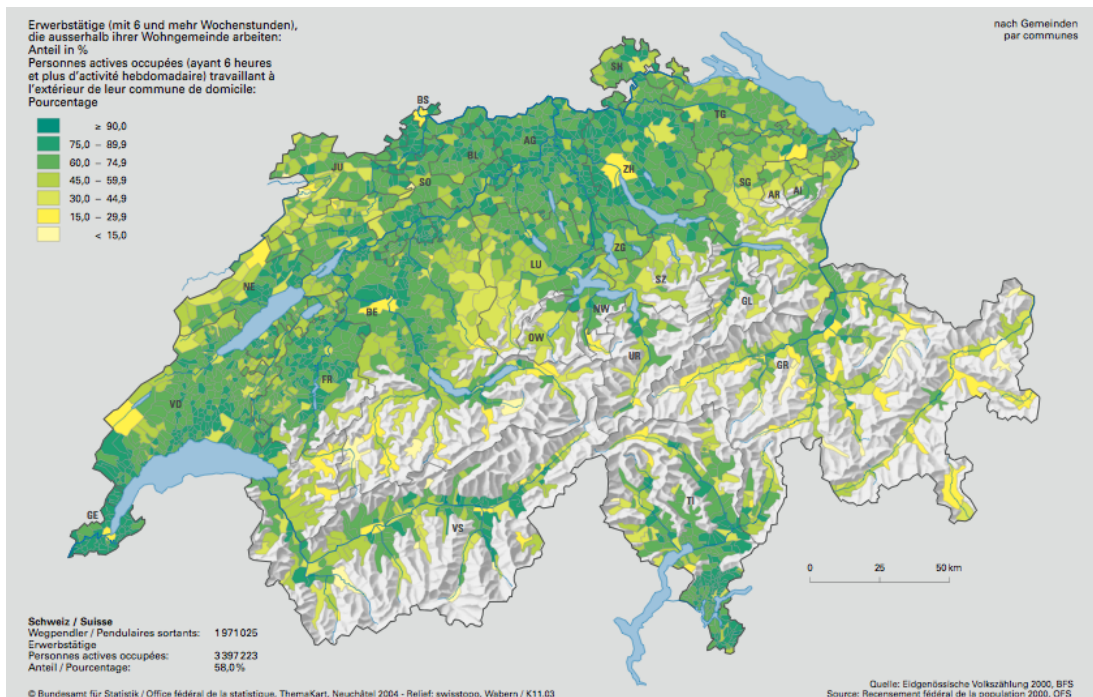 Erwerbstätige (mit 6 und mehr Wochenstunden),
die ausserhalb ihrer Wohngemeinde arbeiten:
Anteil in %
Personnes actives occupées (ayant 6 heures
et plus d'activité hebdomadaire) travaillant à
l'extérieur de leur commune de domicile:
Pourcentage
≥ 90,0
75,0 – 89,9
60,0 – 74,9
45,0 – 59,9
30,0 – 44,9
15,0 – 29,9
< 15,0
nach Gemeinden
par communes
SH
BS
TG
AG
BL
JU
ZH
SO
SG
AI
AR
ZG
LU
SZ
NE
GL
BE
NW
OW
UR
GR
FR
VD
TI
GE
VS
0 25 50 km
Schweiz / Suisse
Wegpendler / Pendulaires sortants: 1 971 025
Erwerbstätige
Personnes actives occupées: 3 397 223
Anteil / Pourcentage: 58,0%
© Bundesamt für Statistik / Office fédéral de la statistique, ThemaKart, Neuchâtel 2004 - Relief: swisstopo, Wabern / K11.03
Quelle: Eidgenössische Volkszählung 2000, BFS
Source: Recensement fédéral de la population 2000, OFS